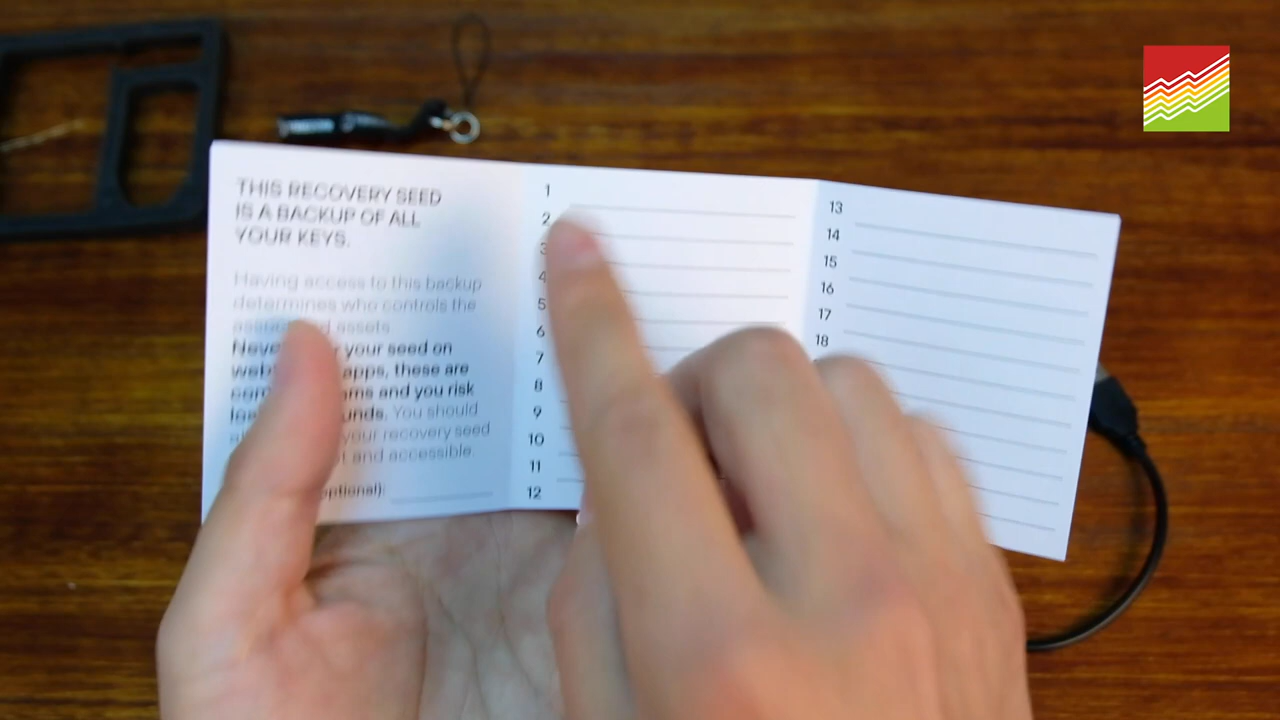 THIS RECOVERY SEED
IS A BACKUP OF ALL
YOUR KEYS.
Having access to this backup
determines who controls the
assets
your seed on
apps, these are
and you risk
You should
your recovery seed
and accessible.
optional):
1
2
3
4
5
6
7
8
9
10
11
12
13
14
15
16
17
18